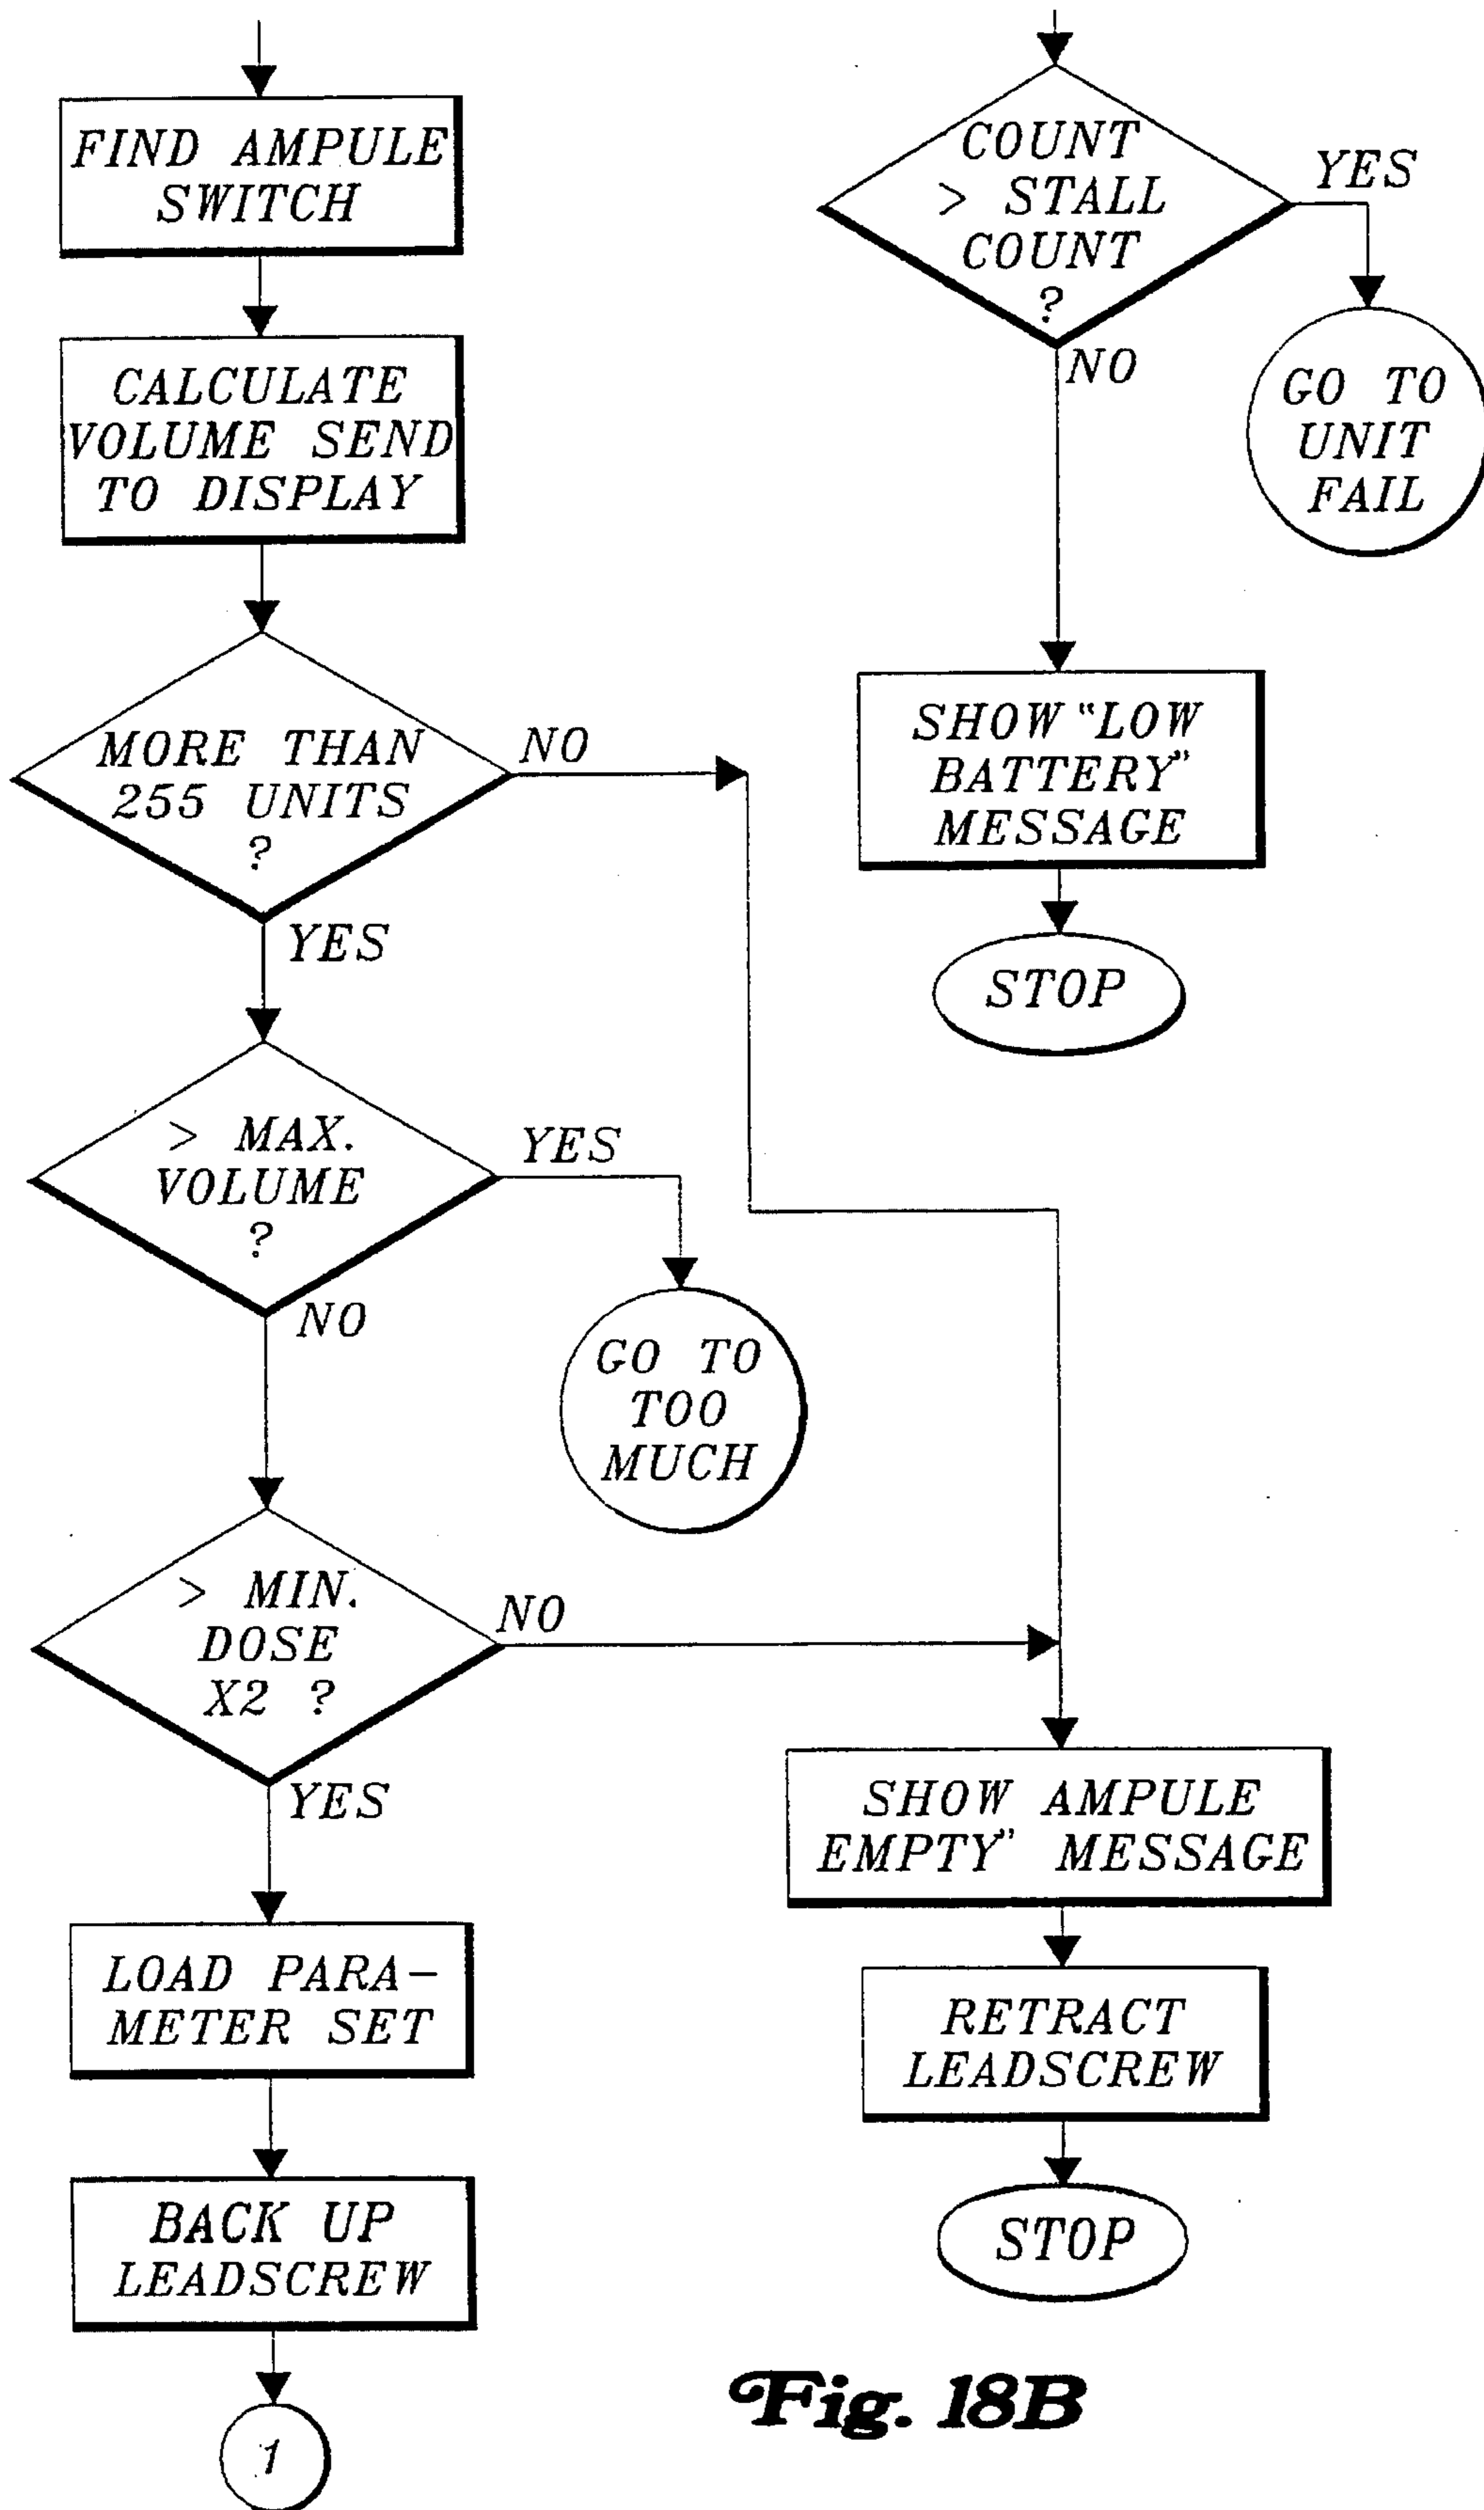 FIND AMPULE
SWITCH
CALCULATE
VOLUME SEND
TO DISPLAY
MORE THAN
255 UNITS
?
NO
YES
> MAX.
VOLUME
?
YES
NO
GO TO
TOO
MUCH
> MIN.
DOSE
X2 ?
NO
YES
LOAD PARA-
METER SET
BACK UP
LEADSCREW
1
COUNT
> STALL
COUNT
?
YES
NO
GO TO
UNIT
FAIL
SHOW "LOW
BATTERY"
MESSAGE
STOP
SHOW AMPULE
EMPTY" MESSAGE
RETRACT
LEADSCREW
STOP
Fig. 18B